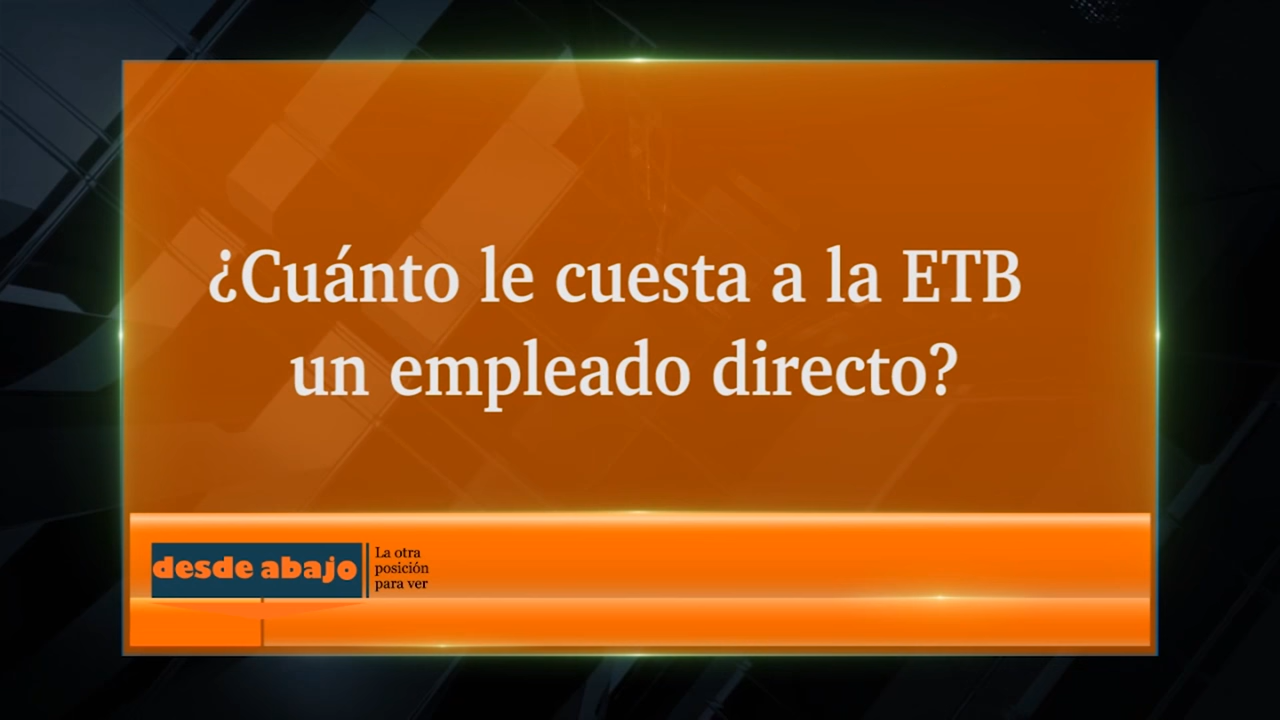 ¿Cuánto le cuesta a la ETB
un empleado directo?
desde abajo
La otra
posición
para ver